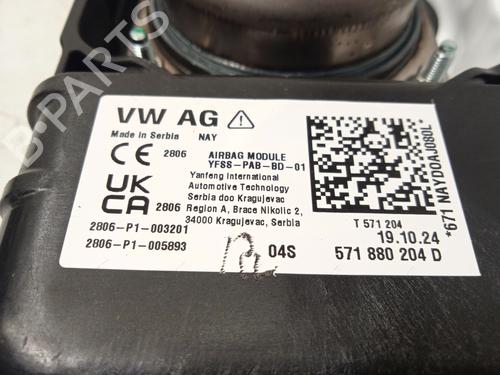 VW AG
Made in Serbia NAY
CE 2806 AIRBAG MODULE
YFSS-PAB-BD-01
Yanfeng International
Automotive Technology
Serbia doo Kragujevac
UK CA 2806 Region A, Brace Nikolic 2,
34000 Kragujevac, Serbia
2806-P1-003201
2806-P1-005893
04S
T 571 204
19.10.24
571 880 204 D
*671 NAYD0AJ080L
B-PARTS